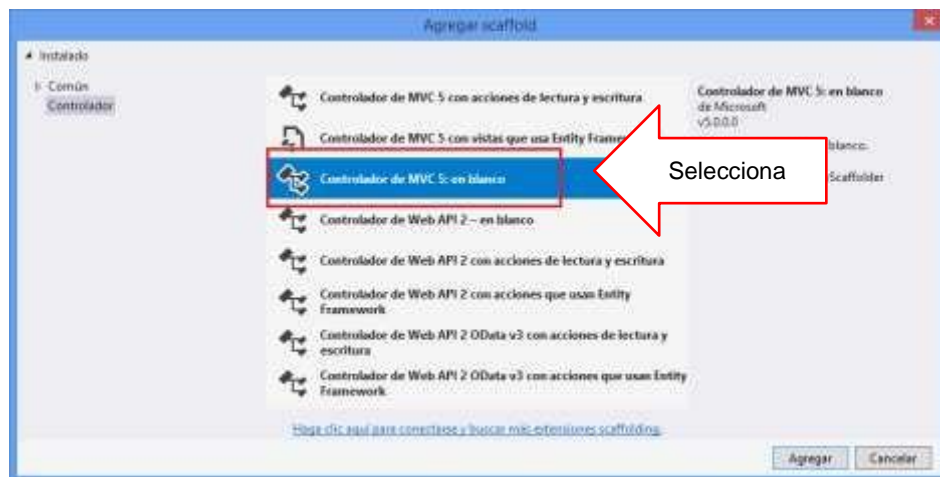 Agregar scaffold
Instalado
Común
Controlador
Controlador de MVC 5 con acciones de lectura y escritura
Controlador de MVC 5 con vistas que usa Entity
Controlador de MVC 5: en blanco
Controlador de Web API 2 – en blanco
Controlador de Web API 2 con acciones de lectura y escritura
Controlador de Web API 2 con acciones que usan Entity
Framework
Controlador de Web API 2 OData v3 con acciones de lectura y
escritura
Controlador de Web API 2 OData v3 con acciones que usan Entity
Framework
Haga clic aquí para conectarse y buscar más extensiones scaffolding.
Controlador de MVC 5: en blanco
de Microsoft
v5.0.0.0
blanco.
Scaffolder
Selecciona
Agregar
Cancelar